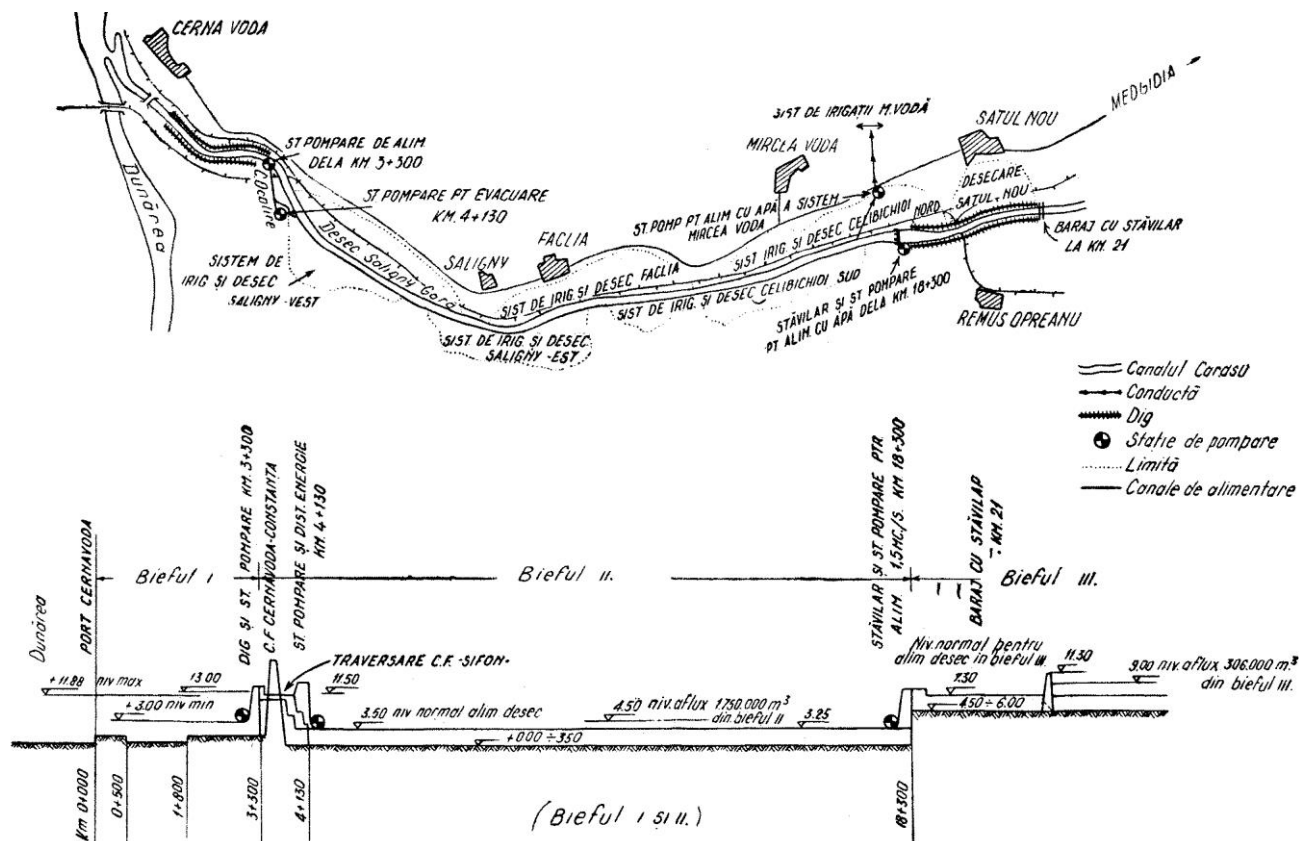 CERNA VODA
Dunărea
ST POMPARE DE ALIM.
DELA KM 3+300
ST POMPARE PT EVACUARE
KM. 4+130
SISTEM DE
IRIG ȘI DESEC
SALIGNY-VEST
Desec Saligny Gară
SALIGNY
FACLIA
SIST DE IRIG. ȘI DESEC FACLIA
SIST. DE IRIG. ȘI DESEC
SALIGNY-EST
MIRCEA VODA
SIST DE IRIGAȚII M.VODĂ
ST. POMP PT ALIM CU APĂ A SISTEM
MIRCEA VODA
SIST IRIG. ȘI DESEC CELIBICHIOI NORD
SIST DE IRIG. ȘI DESEC CELIBICHIOI SUD
SATUL NOU
MEDGIDIA
DESECARE
SATUL NOU
BARAJ CU STĂVILAR
LA KM. 21
STĂVILAR ȘI ST POMPARE
PT ALIM. CU APĂ DELA KM. 18+300
REMUS OPREANU
Canalul Carasu
Conductă
Dig
Stație de pompare
Limită
Canale de alimentare
Dunărea
PORT CERNAVODA
Bieful I
DIG ȘI ST. POMPARE KM. 3+300
C.F CERNAVODA-CONSTANȚA
ST. POMPARE ȘI DIST. ENERGIE
KM. 4+130
Bieful II.
STĂVILAR ȘI ST POMPARE PTR.
ALIM 1,5MC./S. KM 18+300
BARAJ CU STĂVILAR
KM. 21
Bieful III.
TRAVERSARE C.F. -SIFON-
+11.88 niv max
13.00
+3.00 niv min
11.50
3.50 niv normal alim desec
4.50 niv. aflux 1750.000 m³
din bieful II
3.25
+0.00 ÷ 3.50
Niv. normal pentru
alim desec in bieful III.
11.30
7.30
9.00 niv. aflux 306.000 m³
din bieful III.
4.50 ÷ 6.00
Km 0+000
0+500
1+800
3+300
4+130
18+300
(Bieful I și II.)